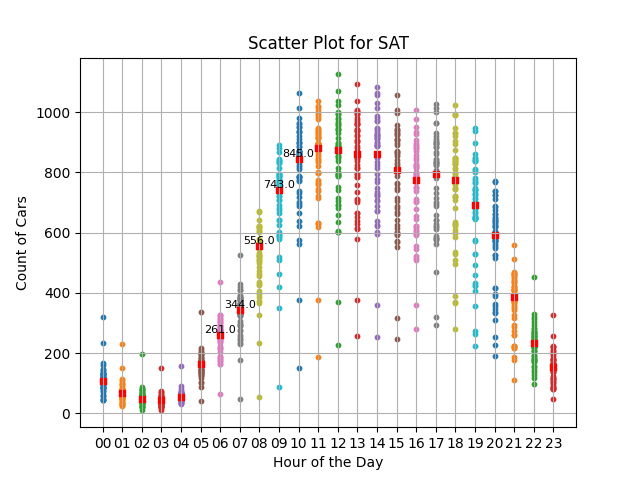 Scatter Plot for SAT
Count of Cars
1000
800
600
400
200
0
845.0
743.0
556.0
344.0
261.0
00 01 02 03 04 05 06 07 08 09 10 11 12 13 14 15 16 17 18 19 20 21 22 23
Hour of the Day